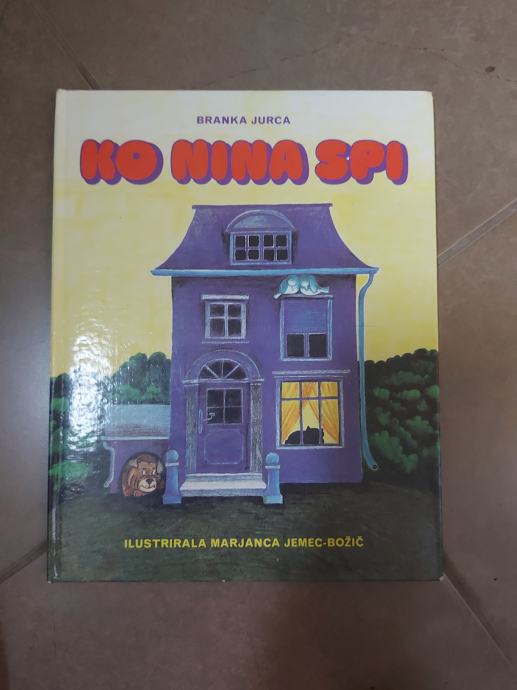 BRANKA JURCA
KO NINA SPI
ILUSTRIRALA MARJANCA JEMEC-BOŽIČ